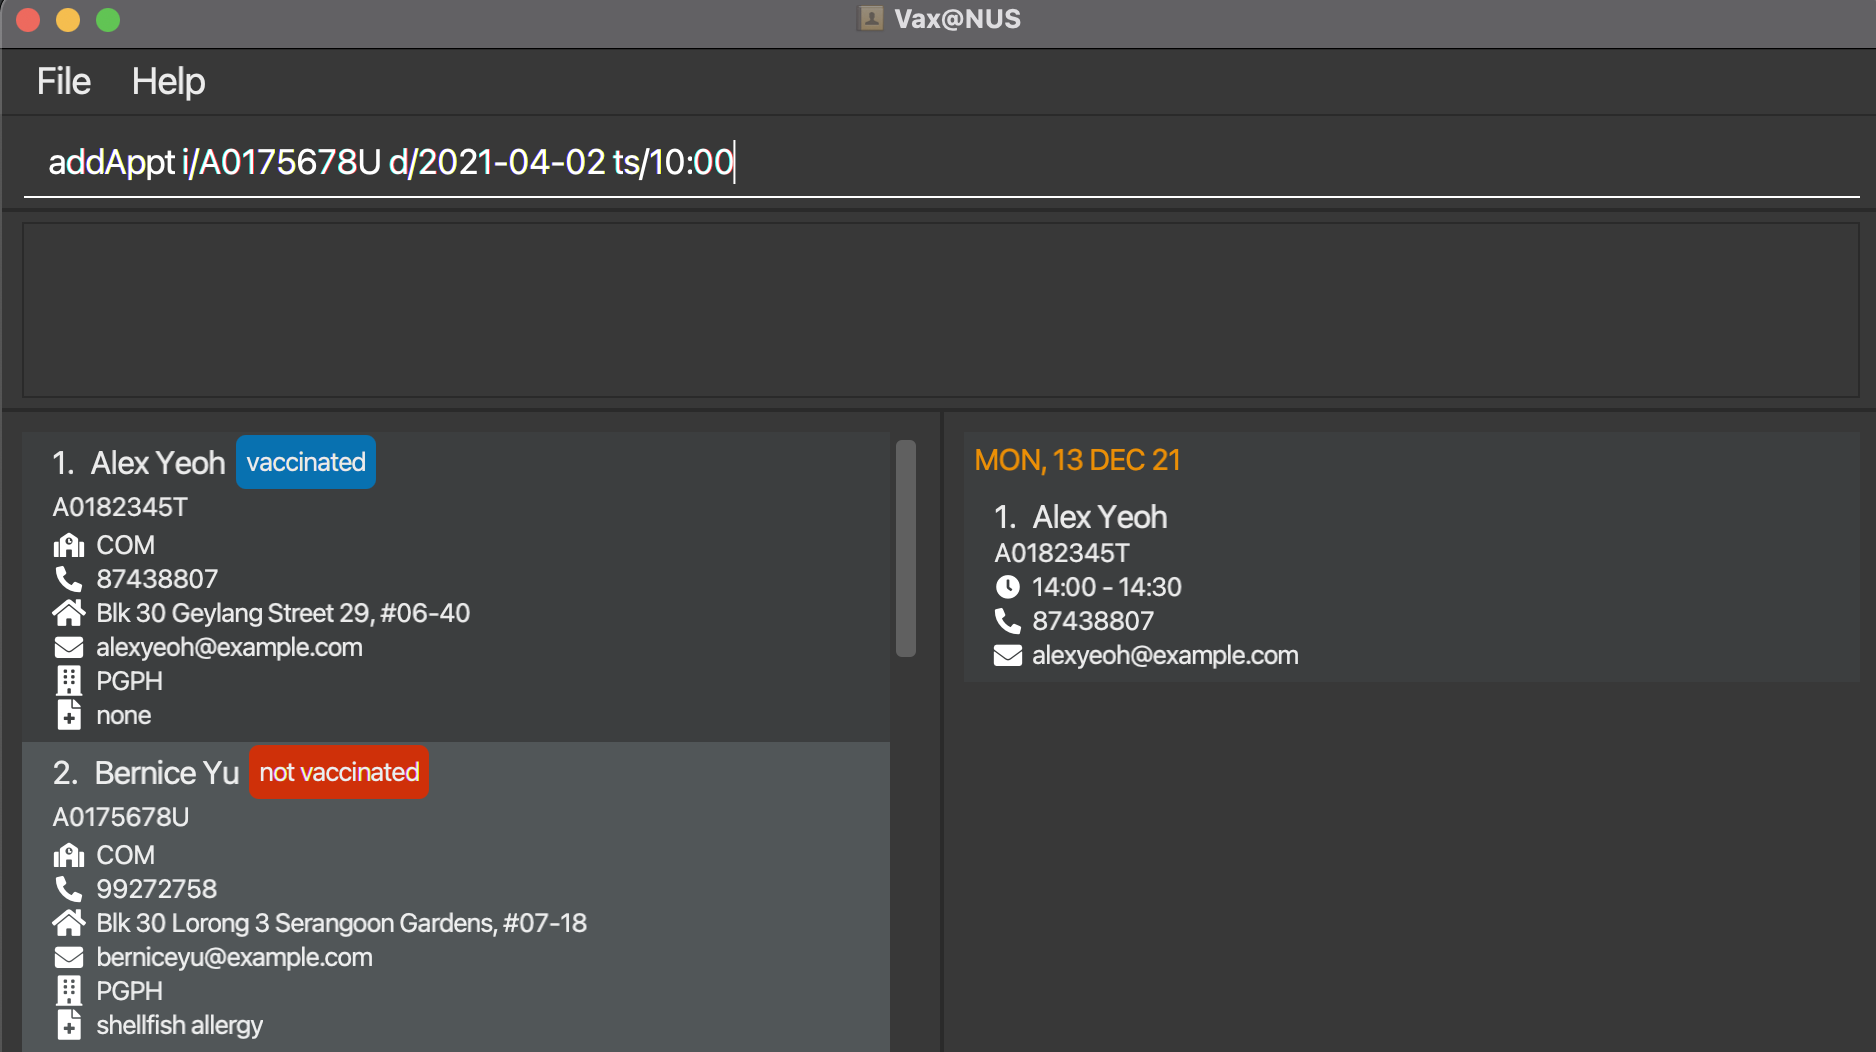 Vax@NUS
File Help
addAppt i/A0175678U d/2021-04-02 ts/10:00
1. Alex Yeoh vaccinated
A0182345T
COM
87438807
Blk 30 Geylang Street 29, #06-40
alexyeoh@example.com
PGPH
none
2. Bernice Yu not vaccinated
A0175678U
COM
99272758
Blk 30 Lorong 3 Serangoon Gardens, #07-18
berniceyu@example.com
PGPH
shellfish allergy
MON, 13 DEC 21
1. Alex Yeoh
A0182345T
14:00 - 14:30
87438807
alexyeoh@example.com